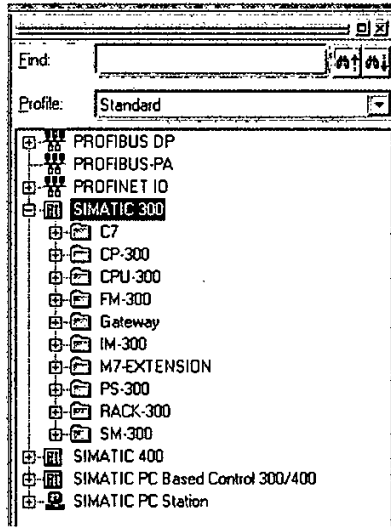 Find:
Profile: Standard
PROFIBUS DP
PROFIBUS-PA
PROFINET IO
SIMATIC 300
C7
CP-300
CPU-300
FM-300
Gateway
IM-300
M7-EXTENSION
PS-300
RACK-300
SM-300
SIMATIC 400
SIMATIC PC Based Control 300/400
SIMATIC PC Station